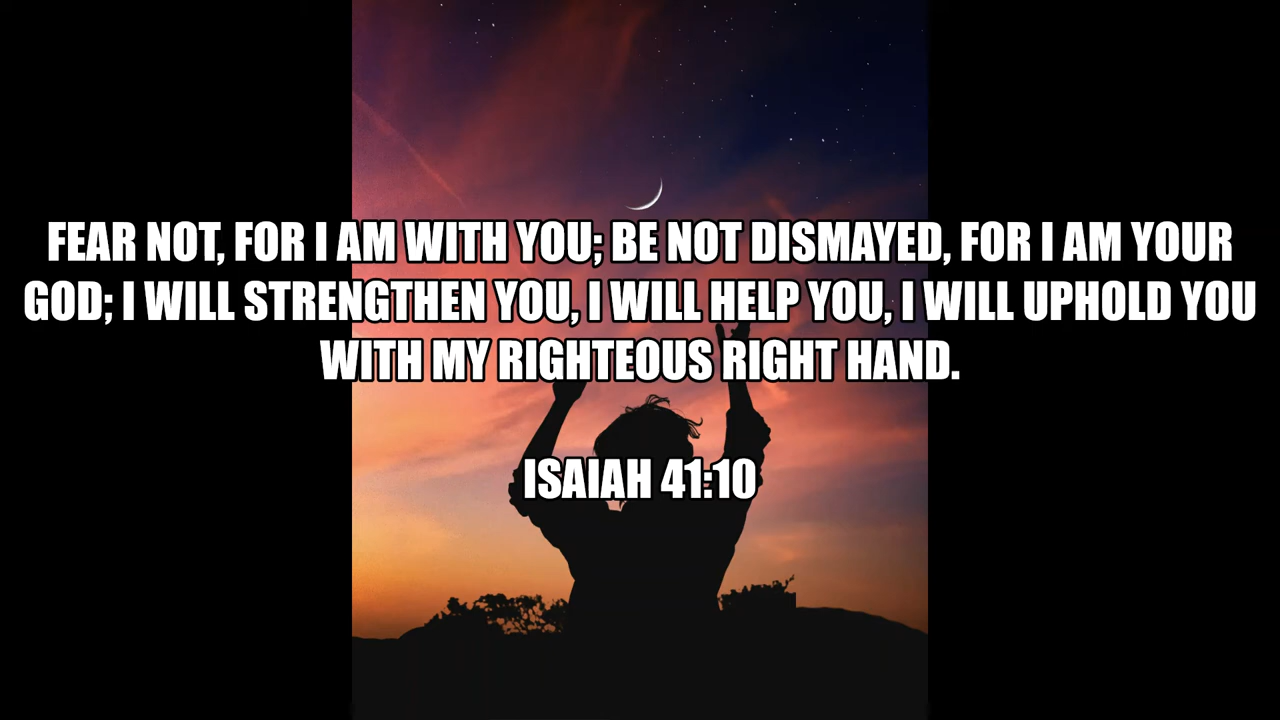 FEAR NOT, FOR I AM WITH YOU; BE NOT DISMAYED, FOR I AM YOUR
GOD; I WILL STRENGTHEN YOU, I WILL HELP YOU, I WILL UPHOLD YOU
WITH MY RIGHTEOUS RIGHT HAND.
ISAIAH 41:10